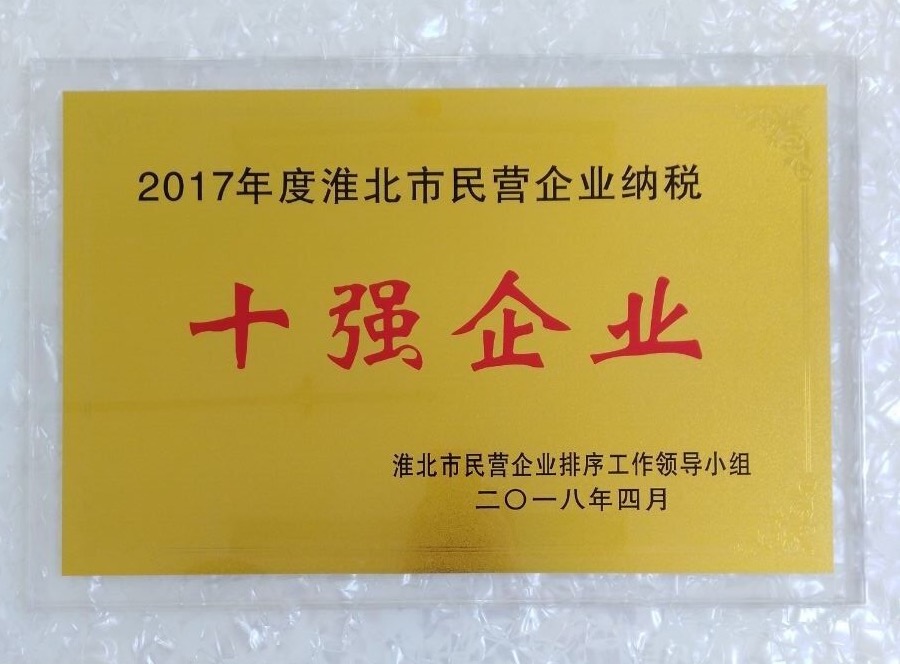 2017年度淮北市民营企业纳税
十强企业
淮北市民营企业排序工作领导小组
二〇一八年四月